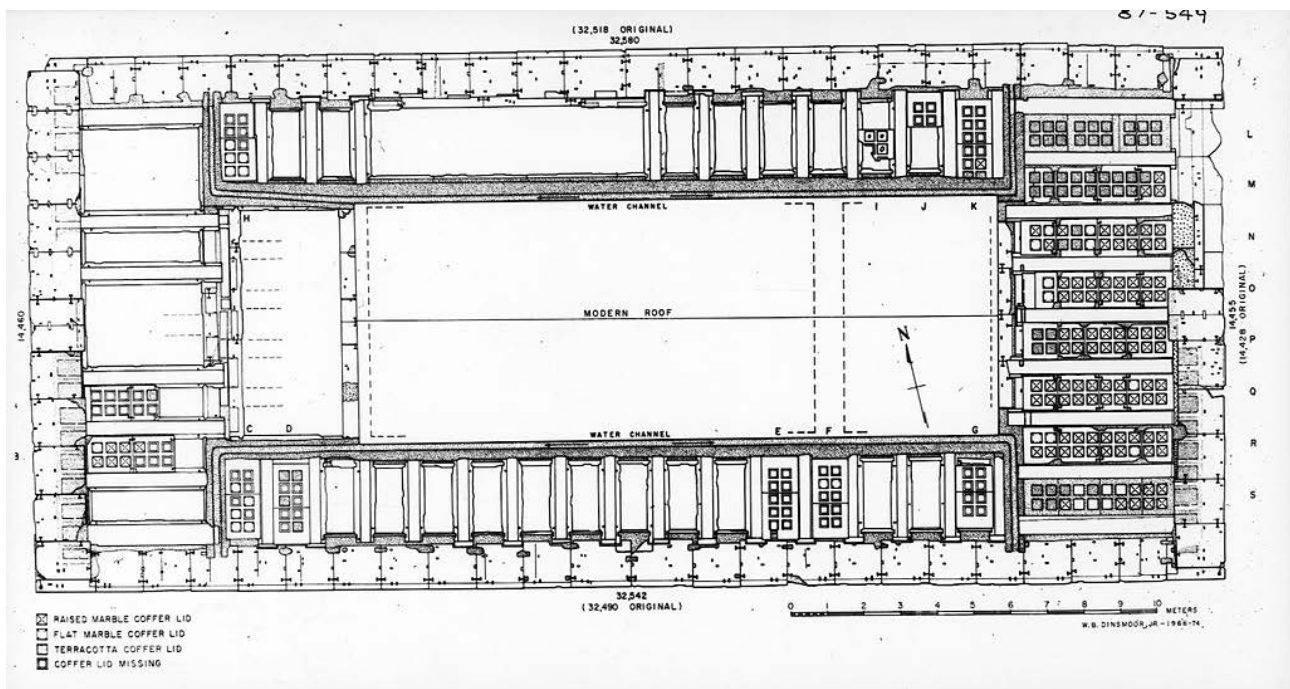 87-549
(32,518 ORIGINAL)
32,580
L
M
WATER CHANNEL
I
J
K
H
N
O
14,460
MODERN ROOF
14,455
(14,428 ORIGINAL)
N
P
Q
C
D
WATER CHANNEL
E
F
G
R
S
32,542
(32,490 ORIGINAL)
RAISED MARBLE COFFER LID
FLAT MARBLE COFFER LID
TERRACOTTA COFFER LID
COFFER LID MISSING
0 1 2 3 4 5 6 7 8 9 10
METERS
W.B. DINSMOOR, JR.-1966-74